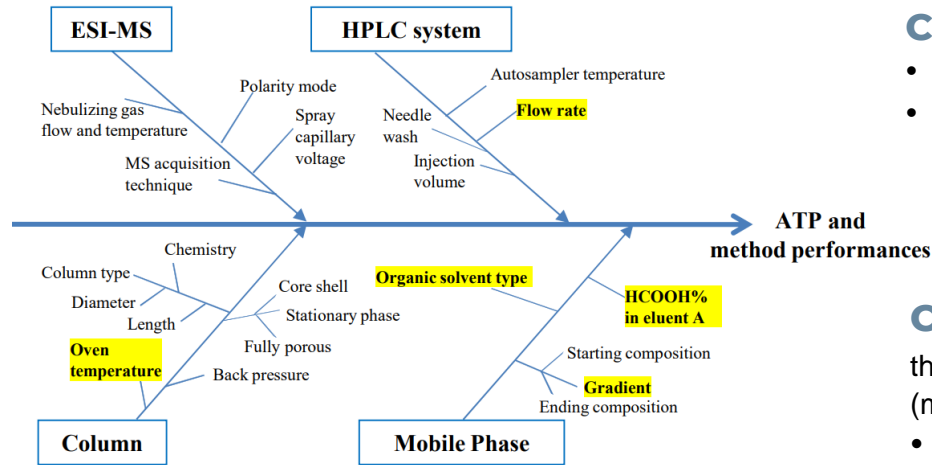 ESI-MS
HPLC system
Nebulizing gas
flow and temperature
Polarity mode
Spray
capillary
voltage
MS acquisition
technique
Autosampler temperature
Flow rate
Needle
wash
Injection
volume
ATP and
method performances
Chemistry
Column type
Diameter
Length
Oven
temperature
Core shell
Stationary phase
Fully porous
Back pressure
Column
Organic solvent type
HCOOH%
in eluent A
Starting composition
Gradient
Ending composition
Mobile Phase
C
•
•
C
th
(n
•